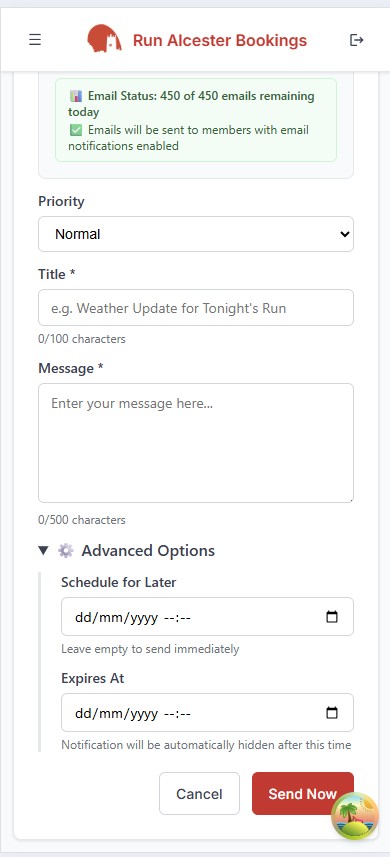 Run Alcester Bookings
Email Status: 450 of 450 emails remaining
today
Emails will be sent to members with email
notifications enabled
Priority
Normal
Title *
e.g. Weather Update for Tonight's Run
0/100 characters
Message *
Enter your message here...
0/500 characters
Advanced Options
Schedule for Later
dd/mm/yyyy --:--
Leave empty to send immediately
Expires At
dd/mm/yyyy --:--
Notification will be automatically hidden after this time
Cancel
Send Now